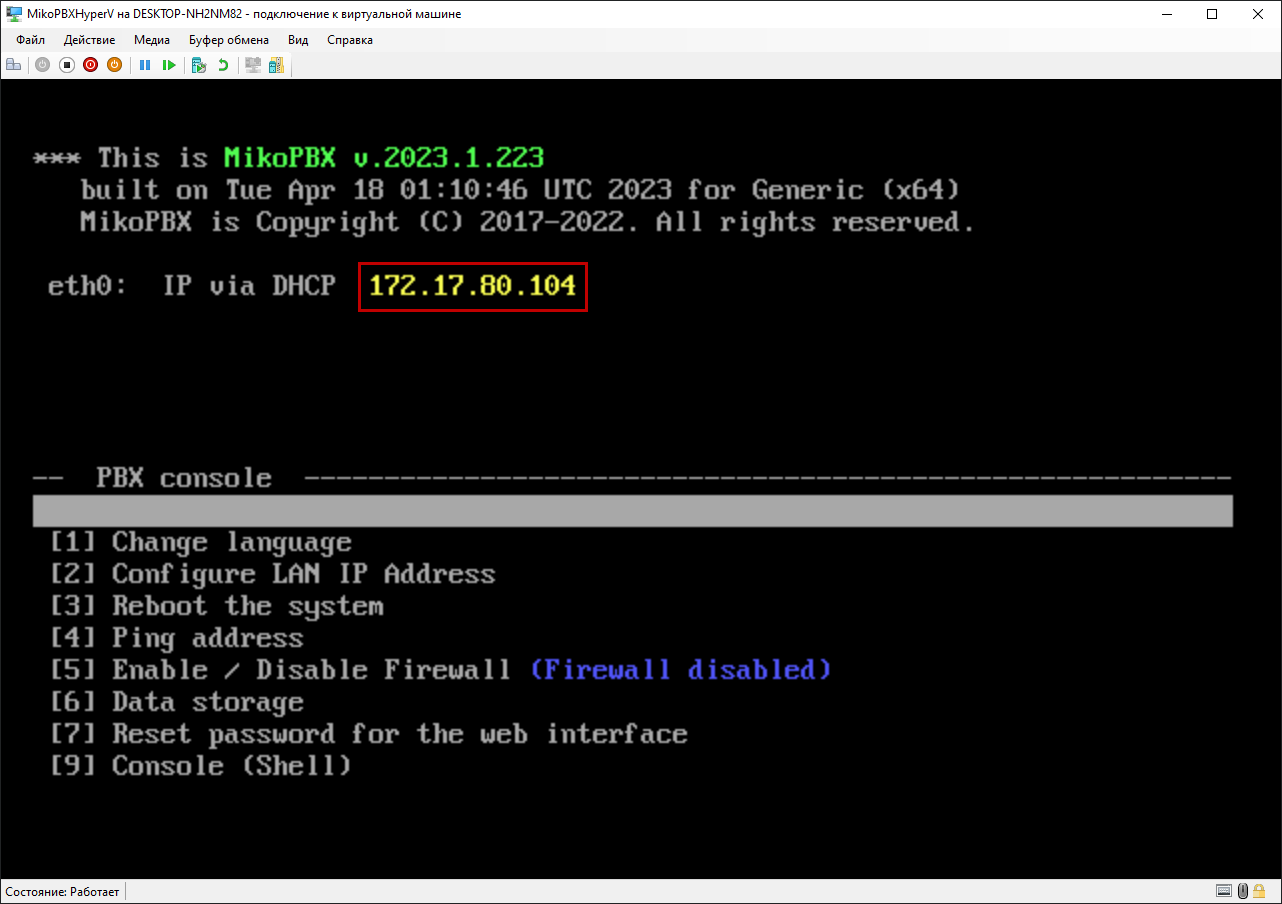 MikoPBXHyperV на DESKTOP-NH2NM82 - подключение к виртуальной машине
Файл Действие Медиа Буфер обмена Вид Справка
*** This is MikoPBX v.2023.1.223
built on Tue Apr 18 01:10:46 UTC 2023 for Generic (x64)
MikoPBX is Copyright (C) 2017-2022. All rights reserved.
eth0: IP via DHCP 172.17.80.104
-- PBX console ----------------------------------------------------------
[1] Change language
[2] Configure LAN IP Address
[3] Reboot the system
[4] Ping address
[5] Enable / Disable Firewall (Firewall disabled)
[6] Data storage
[7] Reset password for the web interface
[9] Console (Shell)
Состояние: Работает